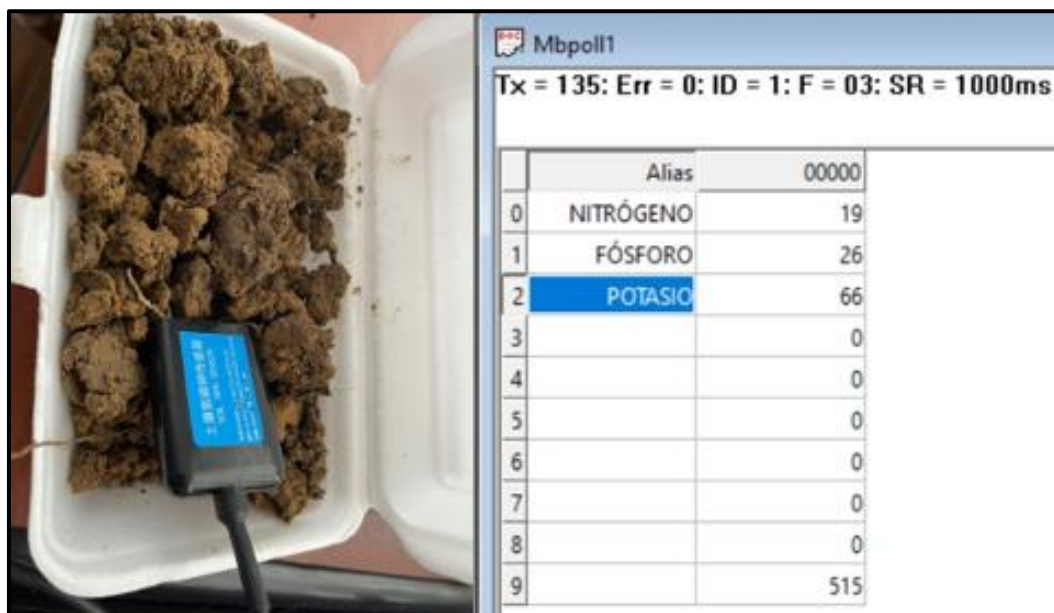 Mbpoll1
Tx = 135: Err = 0: ID = 1: F = 03: SR = 1000ms
Alias 00000
0 NITRÓGENO 19
1 FÓSFORO 26
2 POTASIO 66
3 0
4 0
5 0
6 0
7 0
8 0
9 515